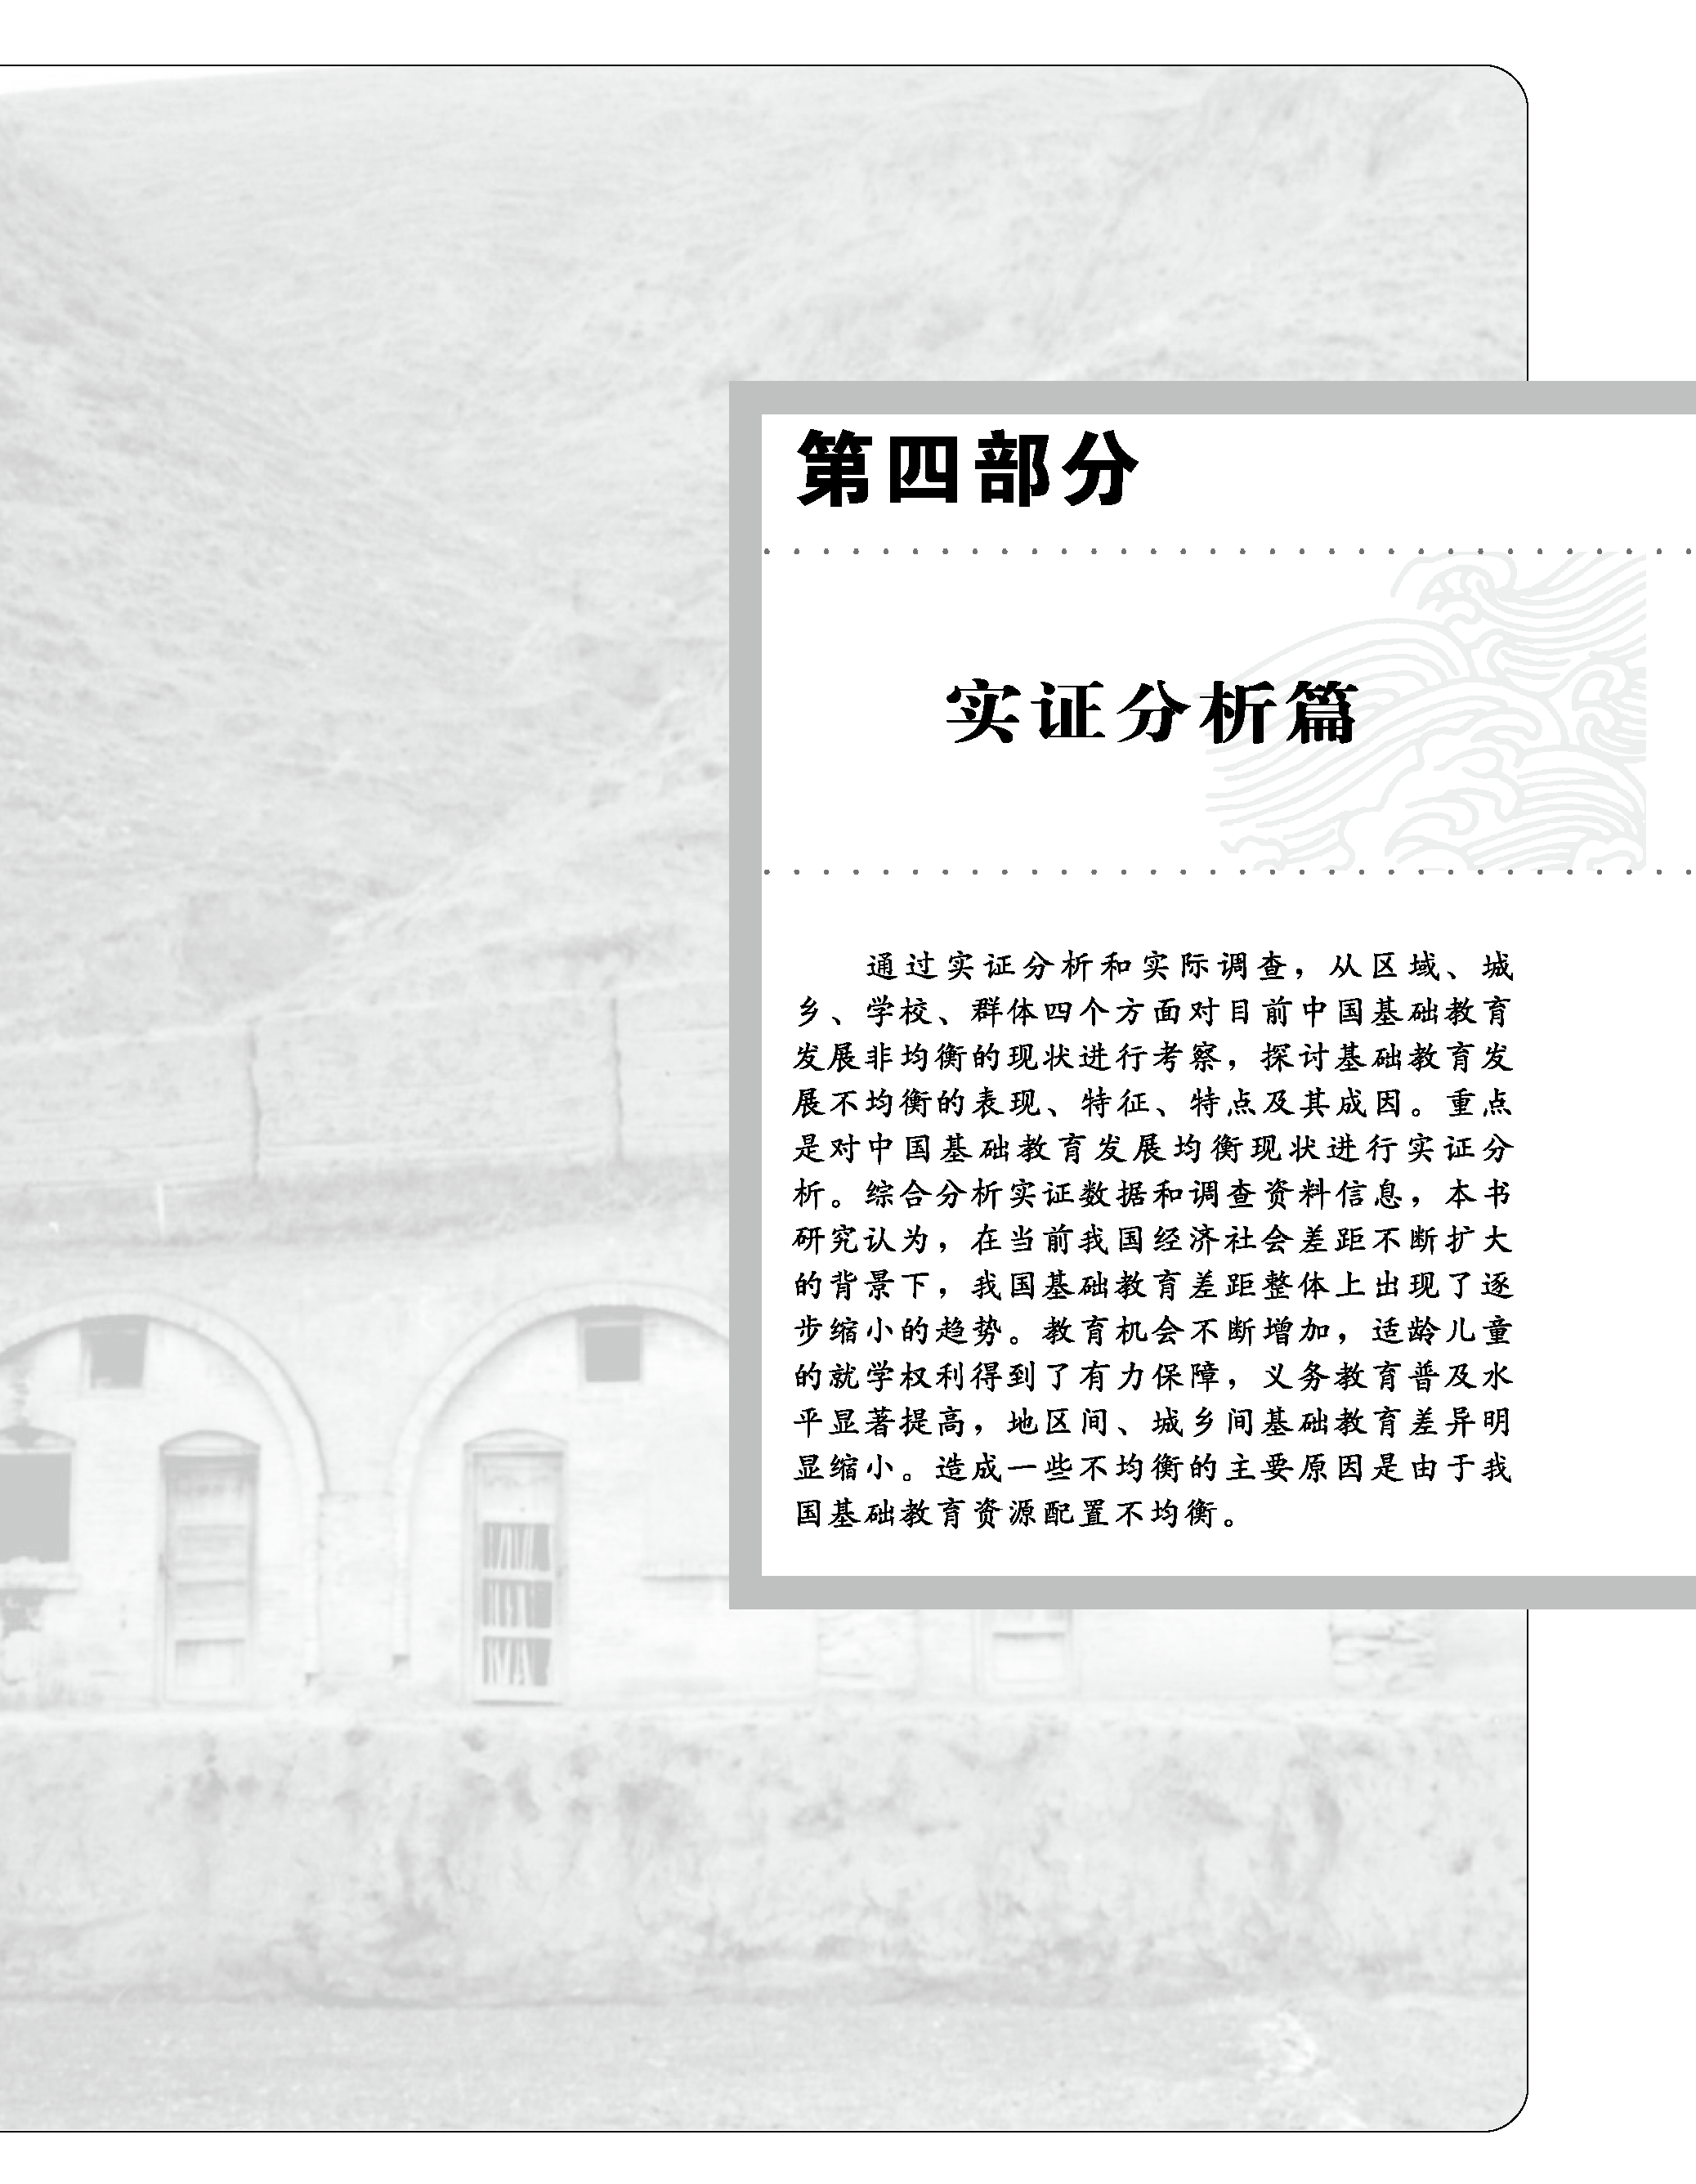 第四部分
实证分析篇
通过实证分析和实际调查，从区域、城
乡、学校、群体四个方面对目前中国基础教育
发展非均衡的现状进行考察，探讨基础教育发
展不均衡的表现、特征、特点及其成因。重点
是对中国基础教育发展均衡现状进行实证分
析。综合分析实证数据和调查资料信息，本书
研究认为，在当前我国经济社会差距不断扩大
的背景下，我国基础教育差距整体上出现了逐
步缩小的趋势。教育机会不断增加，适龄儿童
的就学权利得到了有力保障，义务教育普及水
平显著提高，地区间、城乡间基础教育差异明
显缩小。造成一些不均衡的主要原因是由于我
国基础教育资源配置不均衡。